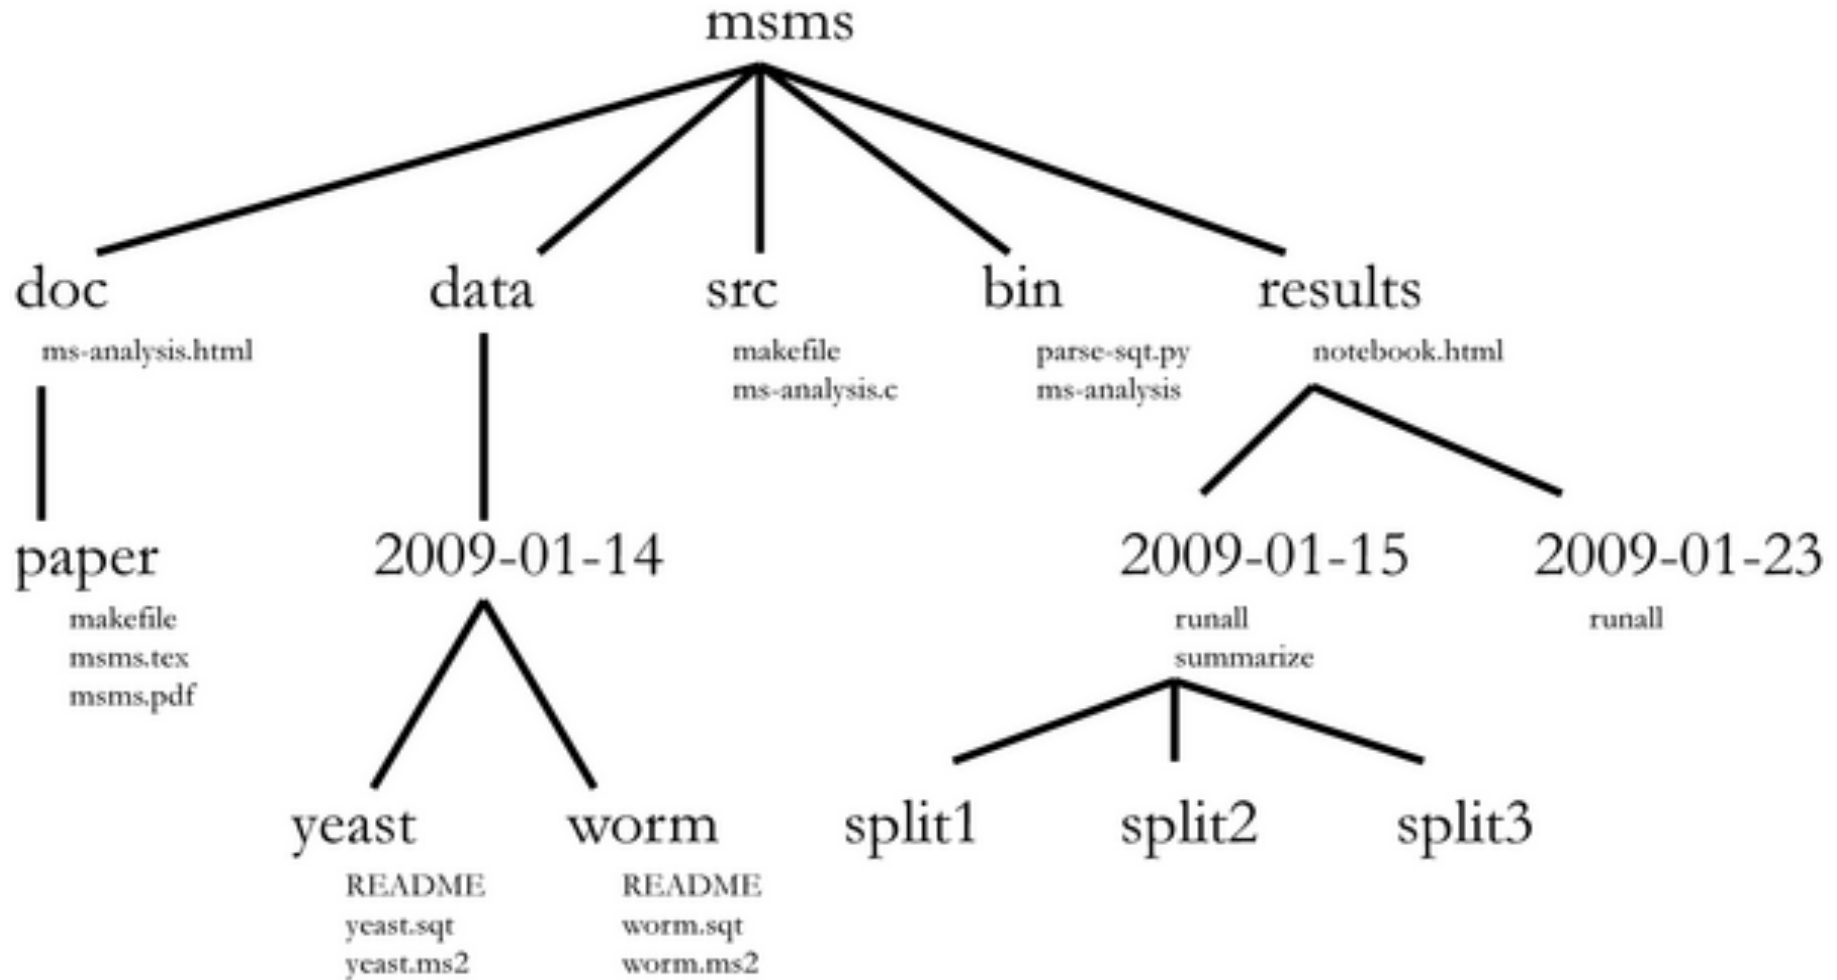 msms
doc data src bin results
ms-analysis.html makefile parse-sqt.py notebook.html
ms-analysis.c ms-analysis
paper 2009-01-14 2009-01-15 2009-01-23
makefile runall runall
msms.tex summarize
msms.pdf
yeast worm split1 split2 split3
README README
yeast.sqt worm.sqt
yeast.ms2 worm.ms2